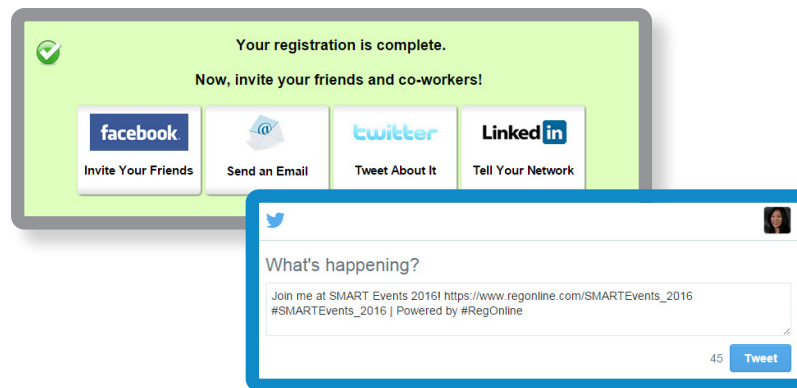 Your registration is complete.
Now, invite your friends and co-workers!
facebook.
Invite Your Friends
@
Send an Email
twitter
Tweet About It
Linked in
Tell Your Network
What's happening?
Join me at SMART Events 2016! https://www.regonline.com/SMARTEvents_2016
#SMARTEvents_2016 | Powered by #RegOnline
45 Tweet